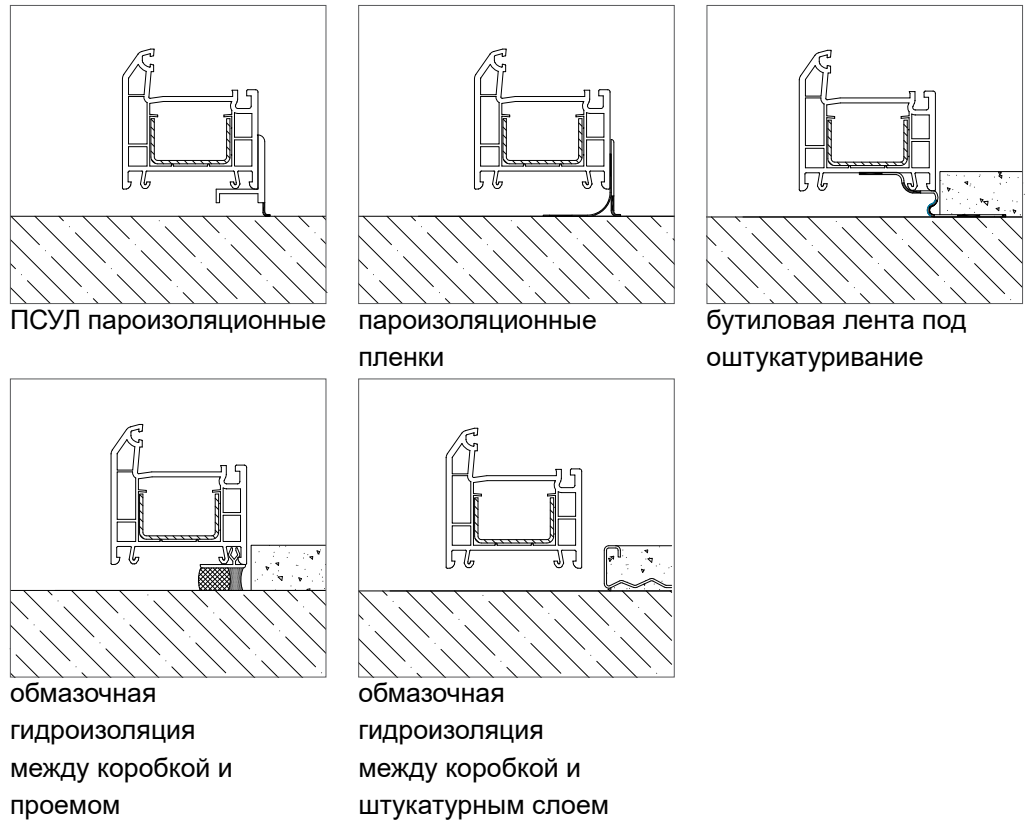 ПСУЛ пароизоляционные
пароизоляционные
пленки
бутиловая лента под
оштукатуривание
обмазочная
гидроизоляция
между коробкой и
проемом
обмазочная
гидроизоляция
между коробкой и
штукатурным слоем